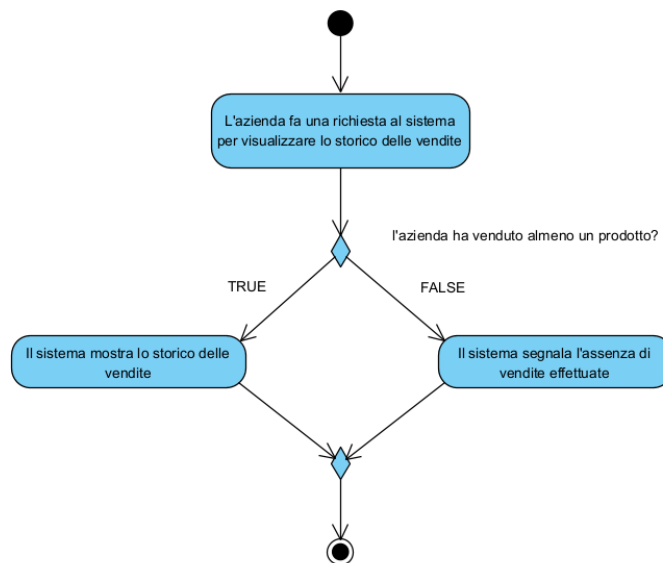 L'azienda fa una richiesta al sistema
per visualizzare lo storico delle vendite
l'azienda ha venduto almeno un prodotto?
TRUE
FALSE
Il sistema mostra lo storico delle
vendite
Il sistema segnala l'assenza di
vendite effettuate